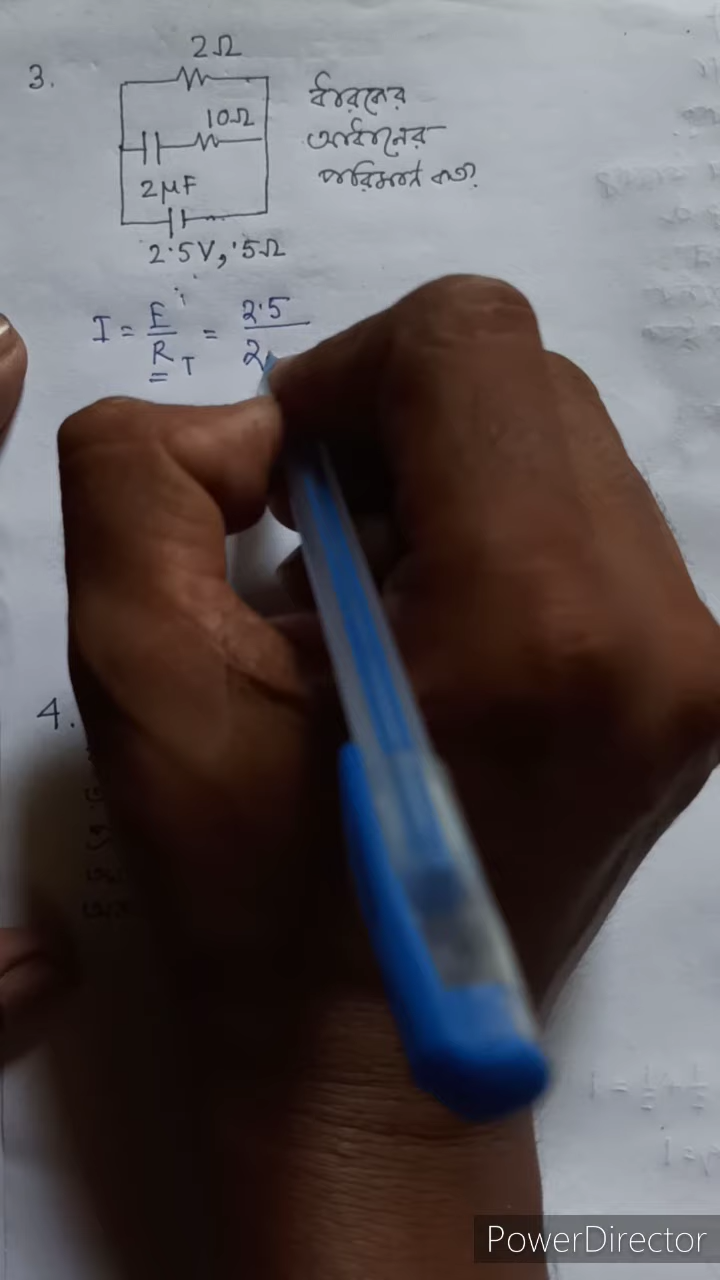 3.
2Ω
10Ω
2μF
2.5V, .5Ω
ধারকের
আধানের
পরিমাণ কত?
I = E/R_T = 2.5/2
4.
PowerDirector